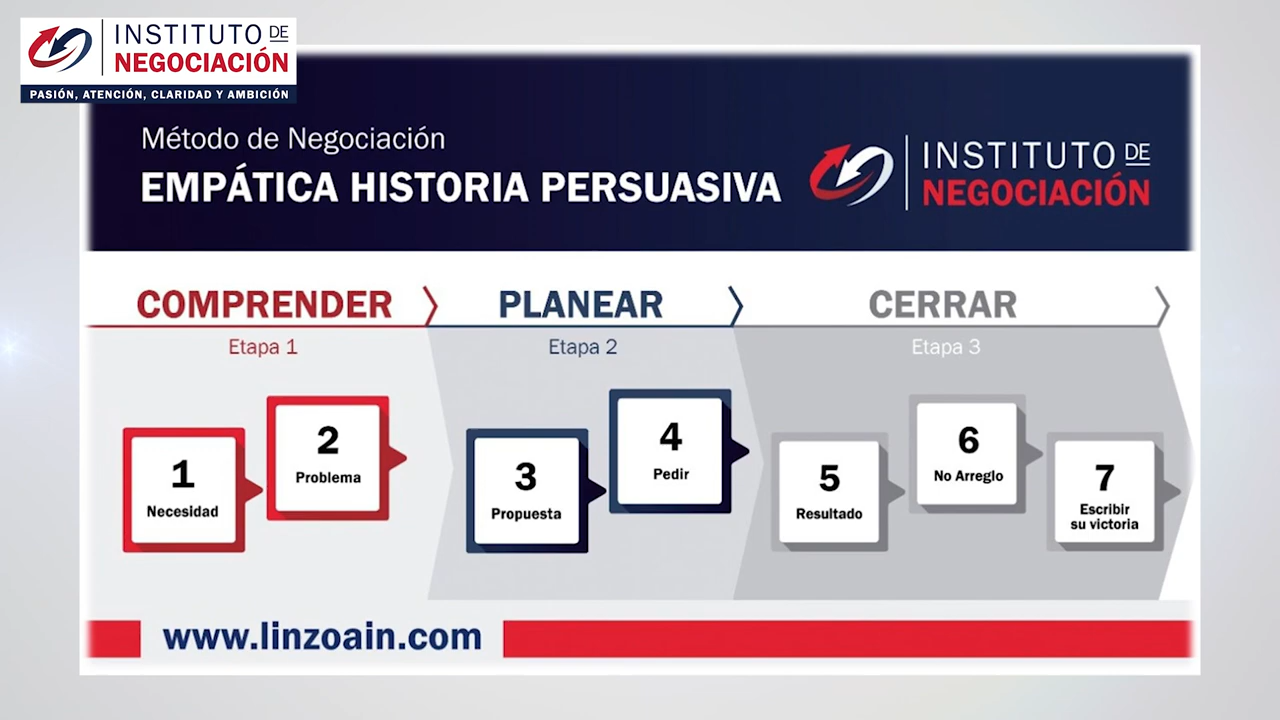 INSTITUTO DE
NEGOCIACIÓN
PASIÓN, ATENCIÓN, CLARIDAD Y AMBICIÓN
Método de Negociación
EMPÁTICA HISTORIA PERSUASIVA
INSTITUTO DE
NEGOCIACIÓN
COMPRENDER
Etapa 1
PLANEAR
Etapa 2
CERRAR
Etapa 3
1
Necesidad
2
Problema
3
Propuesta
4
Pedir
5
Resultado
6
No Arreglo
7
Escribir
su victoria
www.linzoain.com